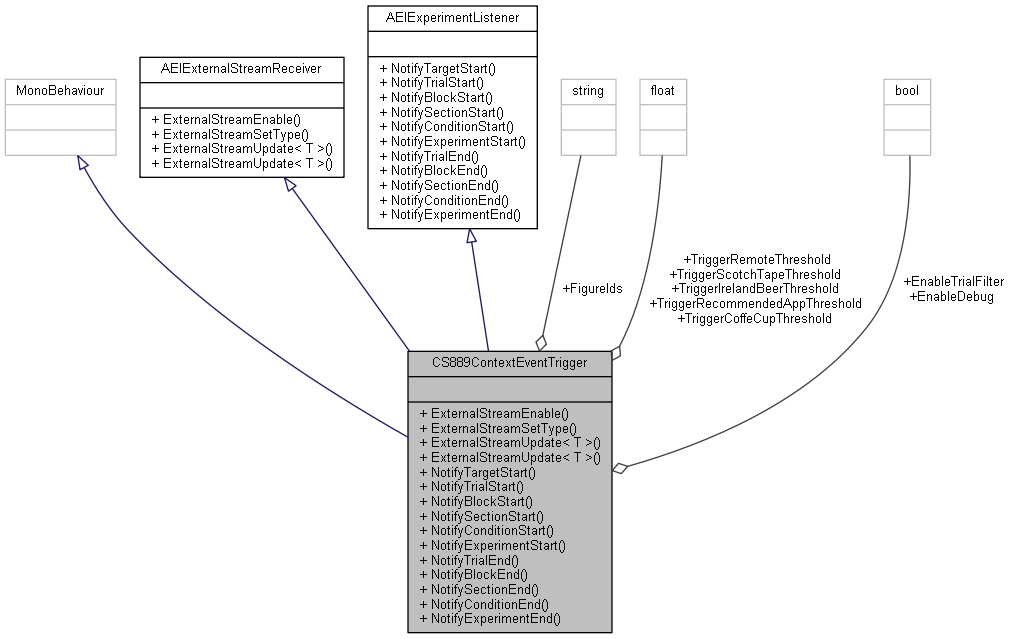 AEIExperimentListener
+ NotifyTargetStart()
+ NotifyTrialStart()
+ NotifyBlockStart()
+ NotifySectionStart()
+ NotifyConditionStart()
+ NotifyExperimentStart()
+ NotifyTrialEnd()
+ NotifyBlockEnd()
+ NotifySectionEnd()
+ NotifyConditionEnd()
+ NotifyExperimentEnd()
AEIExternalStreamReceiver
+ ExternalStreamEnable()
+ ExternalStreamSetType()
+ ExternalStreamUpdate< T >()
+ ExternalStreamUpdate< T >()
MonoBehaviour
string
float
bool
+FigureIds
+TriggerRemoteThreshold
+TriggerScotchTapeThreshold
+TriggerIrelandBeerThreshold
+TriggerRecommendedAppThreshold
+TriggerCoffeCupThreshold
+EnableTrialFilter
+EnableDebug
CS889ContextEventTrigger
+ ExternalStreamEnable()
+ ExternalStreamSetType()
+ ExternalStreamUpdate< T >()
+ ExternalStreamUpdate< T >()
+ NotifyTargetStart()
+ NotifyTrialStart()
+ NotifyBlockStart()
+ NotifySectionStart()
+ NotifyConditionStart()
+ NotifyExperimentStart()
+ NotifyTrialEnd()
+ NotifyBlockEnd()
+ NotifySectionEnd()
+ NotifyConditionEnd()
+ NotifyExperimentEnd()